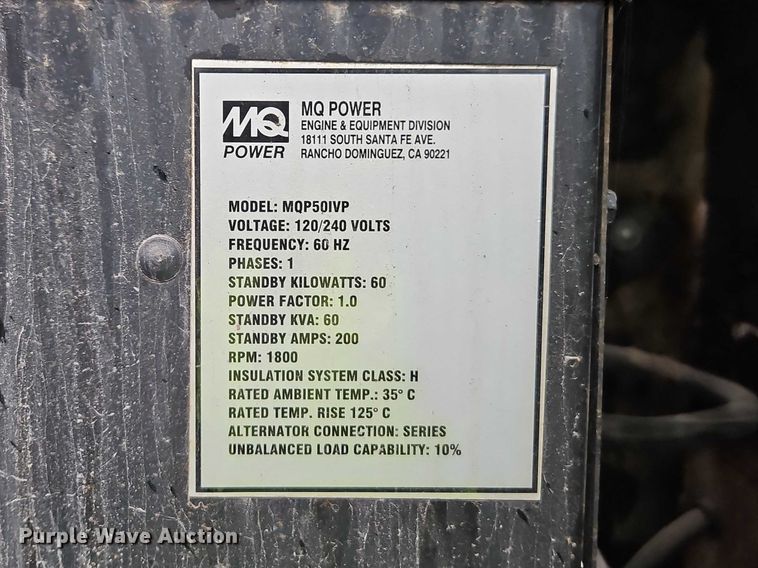 MQ
POWER
MQ POWER
ENGINE & EQUIPMENT DIVISION
18111 SOUTH SANTA FE AVE.
RANCHO DOMINGUEZ, CA 90221
MODEL: MQP50IVP
VOLTAGE: 120/240 VOLTS
FREQUENCY: 60 HZ
PHASES: 1
STANDBY KILOWATTS: 60
POWER FACTOR: 1.0
STANDBY KVA: 60
STANDBY AMPS: 200
RPM: 1800
INSULATION SYSTEM CLASS: H
RATED AMBIENT TEMP.: 35° C
RATED TEMP. RISE 125° C
ALTERNATOR CONNECTION: SERIES
UNBALANCED LOAD CAPABILITY: 10%
Purple Wave Auction